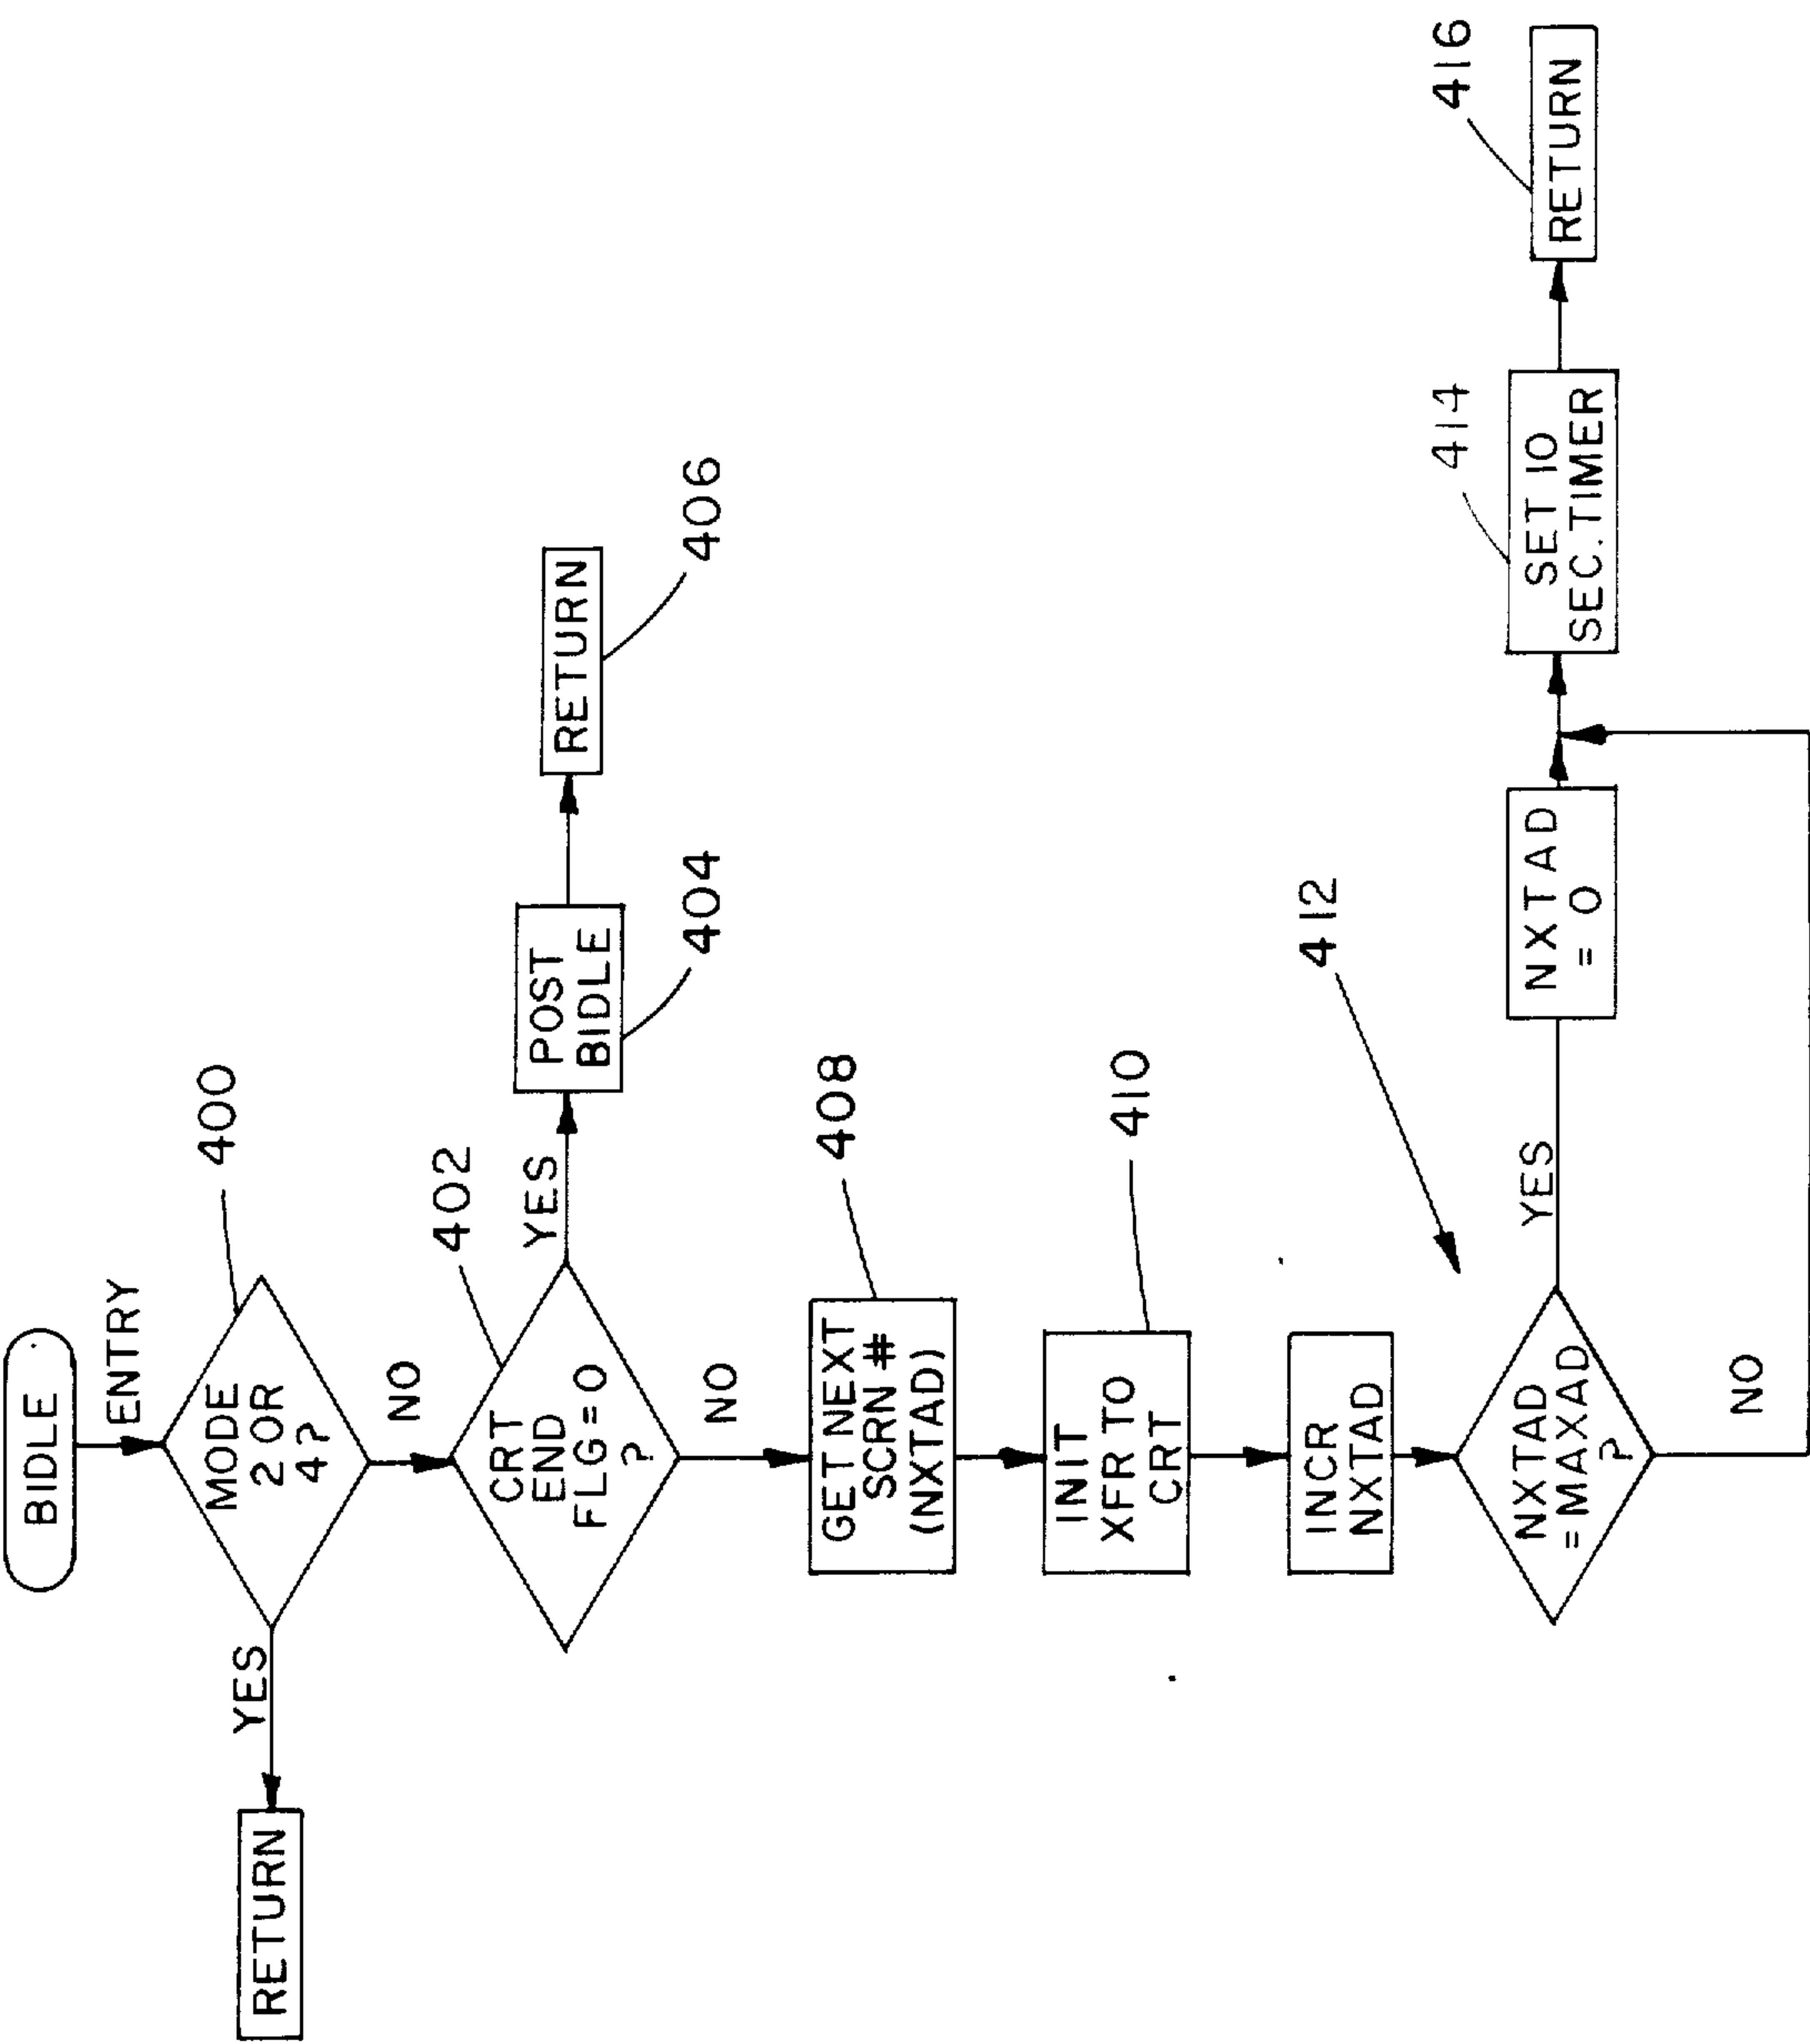 BIDLE
ENTRY
400
MODE
2 OR
4?
YES
RETURN
NO
402
CRT
END
FLG = 0
?
YES
POST
BIDLE
404
RETURN
406
NO
408
GET NEXT
SCRN #
(NXTAD)
410
INIT
XFR TO
CRT
INCR
NXTAD
412
NXTAD
= MAXAD
?
YES
NXTAD
= 0
NO
414
SET 10
SEC. TIMER
416
RETURN